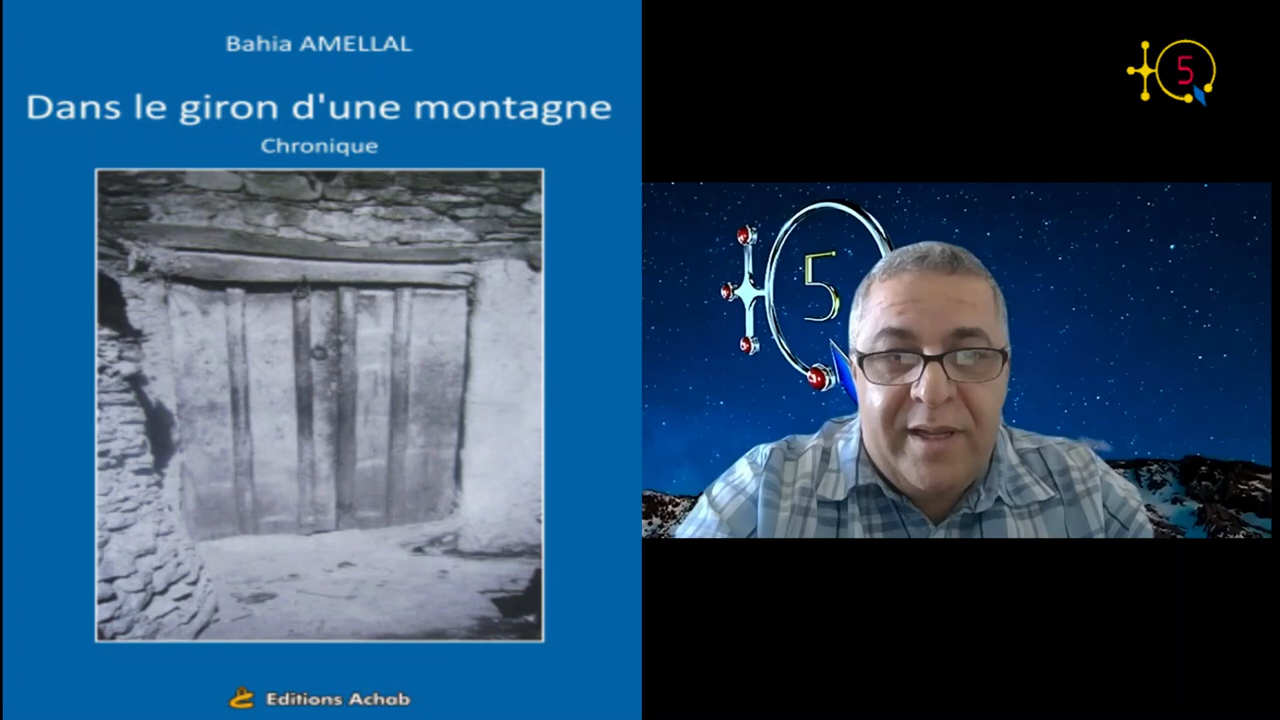 Bahia AMELLAL
Dans le giron d'une montagne
Chronique
Editions Achab
5
5